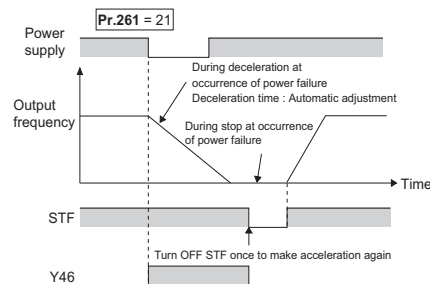 Pr.261 = 21
Power
supply
During deceleration at
occurrence of power failure
Deceleration time : Automatic adjustment
Output
frequency
During stop at occurrence
of power failure
Time
STF
Turn OFF STF once to make acceleration again
Y46